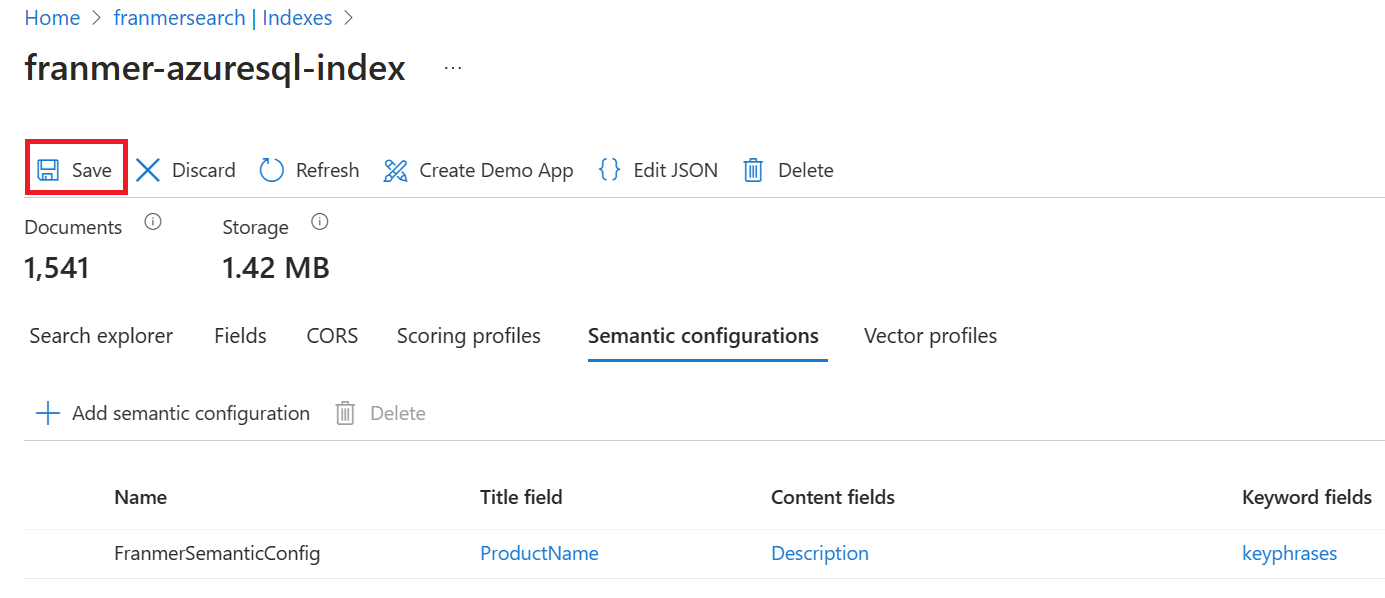 Home > franmersearch | Indexes >
franmer-azuresql-index ...
Save Discard Refresh Create Demo App {} Edit JSON Delete
Documents Storage
1,541 1.42 MB
Search explorer Fields CORS Scoring profiles Semantic configurations Vector profiles
+ Add semantic configuration Delete
Name Title field Content fields Keyword fields
FranmerSemanticConfig ProductName Description keyphrases